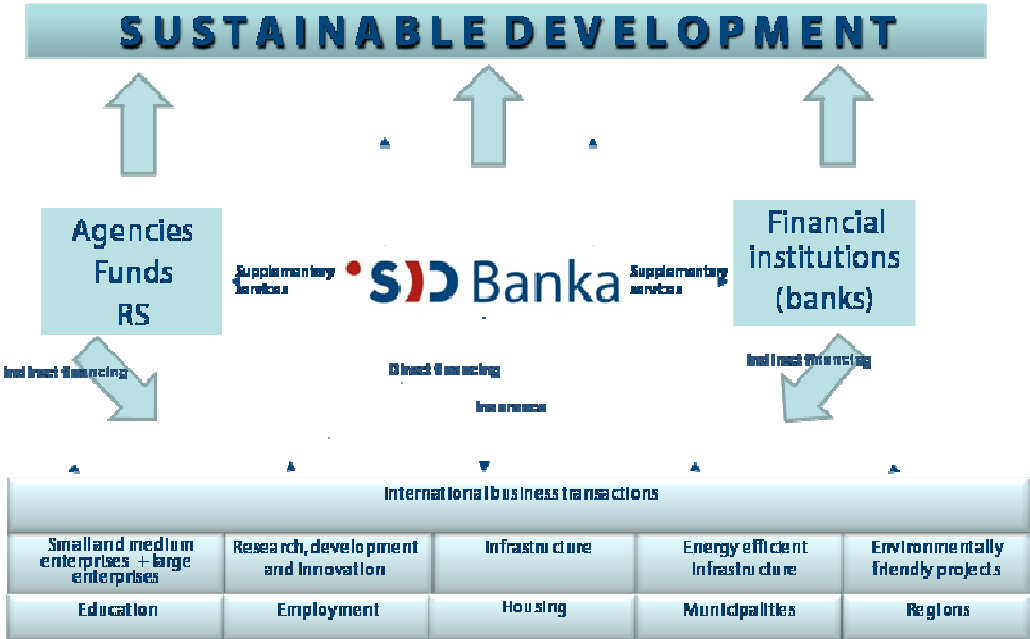 SUSTAINABLE DEVELOPMENT
Agencies
Funds
RS
Supplementary
services
SID Banka
Supplementary
services
Financial
institutions
(banks)
Indirect financing
Direct financing
Indirect financing
Insurance
International business transactions
Small and medium
enterprises + large
enterprises
Research, development
and innovation
Infrastructure
Energy efficient
infrastructure
Environmentally
friendly projects
Education
Employment
Housing
Municipalities
Regions